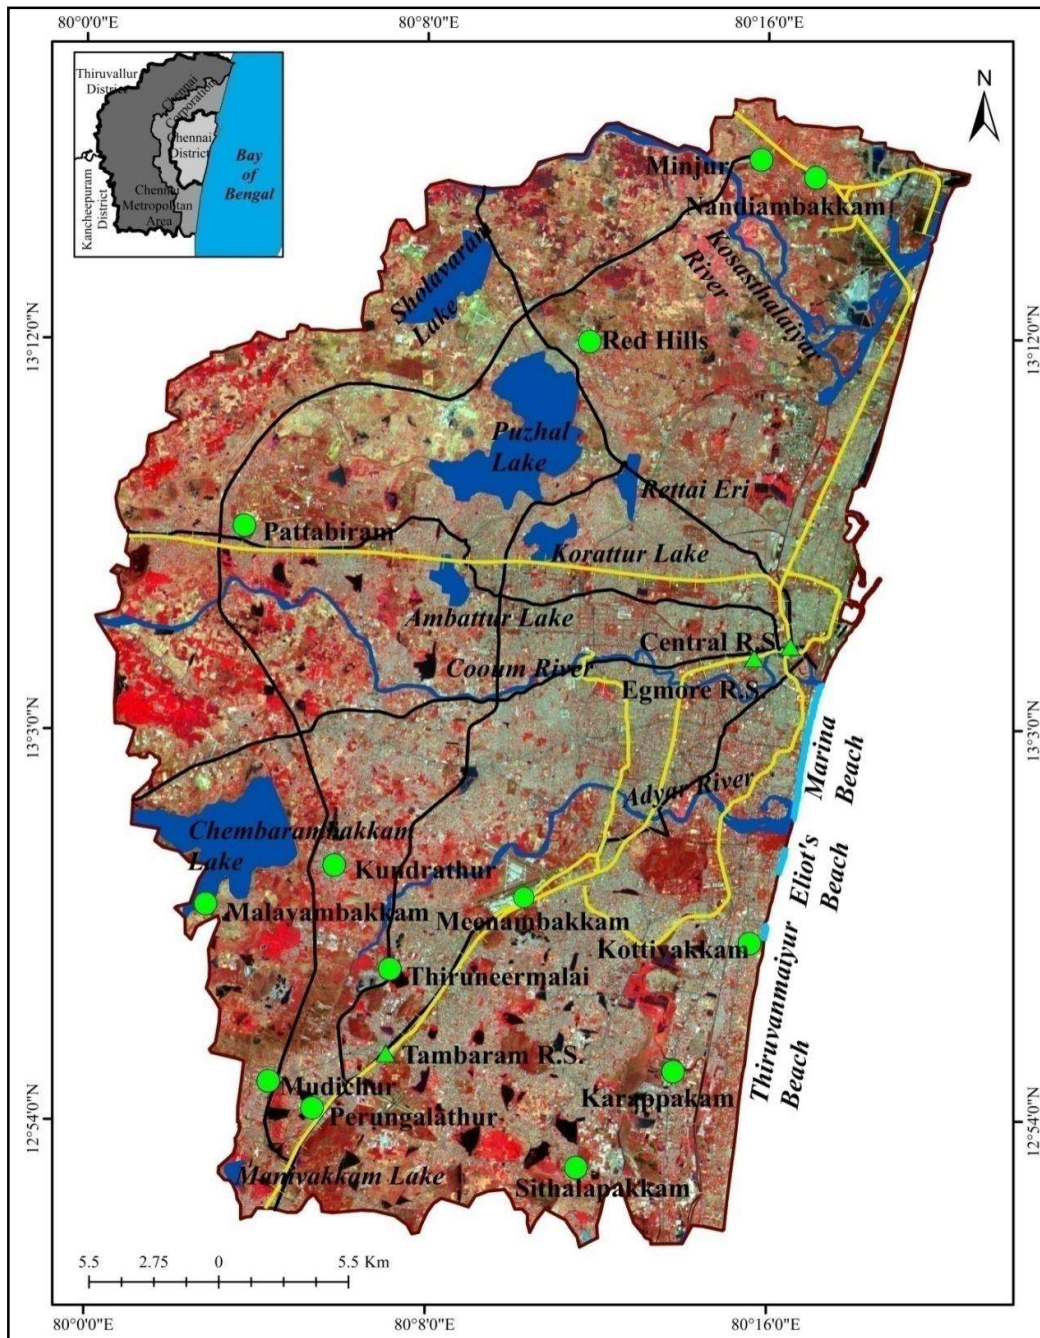 80°0'0"E
80°8'0"E
80°16'0"E
Thiruvallur
District
Chennai
Corporation
Chennai
District
Bay
of
Bengal
Kancheepuram
District
Chennai
Metropolitan
Area
N
Minjur
Nandiambakkam
Kosasthalaiyar
River
Sholavaram
Lake
13°12'0"N
13°12'0"N
Red Hills
Puzhal
Lake
Rettai Eri
Pattabiram
Korattur Lake
Ambattur Lake
Central R.S.
Cooum River
Egmore R.S.
13°3'0"N
13°3'0"N
Marina
Beach
Adyar River
Chembarambakkam
Lake
Kundrathur
Eliot's
Beach
Malayambakkam
Meenambakkam
Kottivakkam
Thiruneermalai
Thiruvanmaiyur
Beach
Tambaram R.S.
Mudichur
Karappakam
Perungalathur
12°54'0"N
12°54'0"N
Manivakkam Lake
Sithalapakkam
5.5 2.75 0 5.5 Km
80°0'0"E
80°8'0"E
80°16'0"E